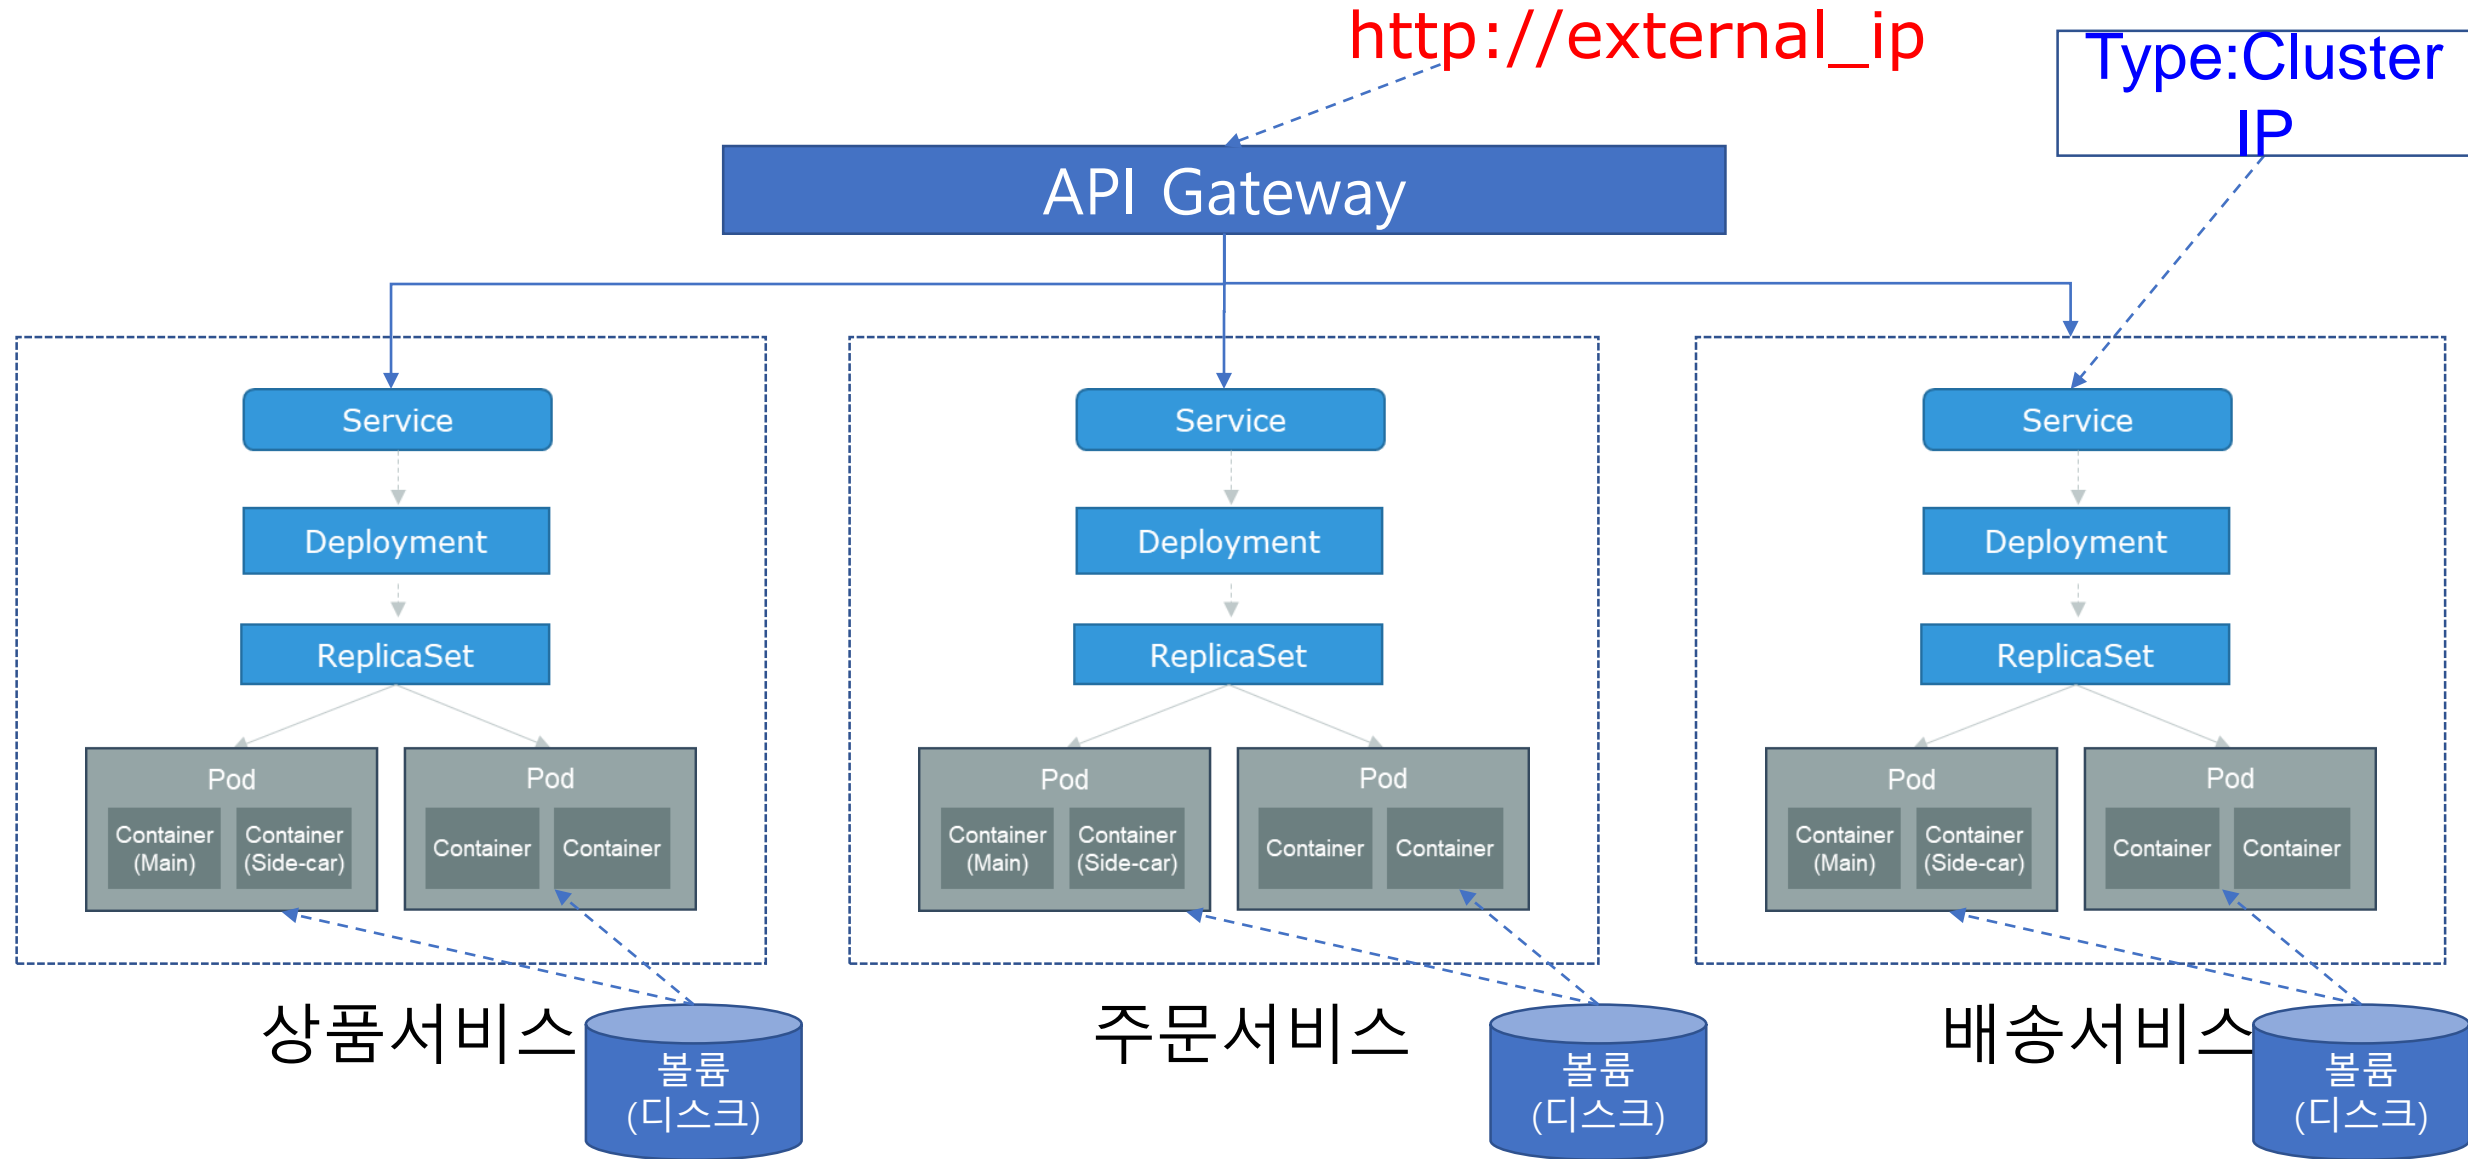 http://external_ip
Type:Cluster
IP
API Gateway
Service
Deployment
ReplicaSet
Pod
Container
(Main)
Container
(Side-car)
Pod
Container
Container
상품서비스
볼륨
(디스크)
Service
Deployment
ReplicaSet
Pod
Container
(Main)
Container
(Side-car)
Pod
Container
Container
주문서비스
볼륨
(디스크)
Service
Deployment
ReplicaSet
Pod
Container
(Main)
Container
(Side-car)
Pod
Container
Container
배송서비스
볼륨
(디스크)